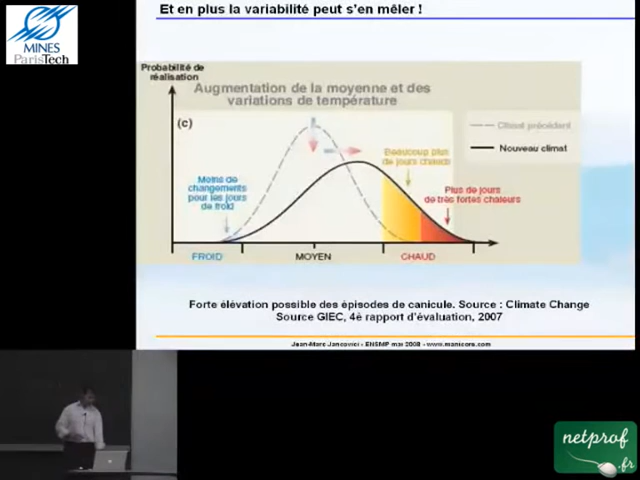 Et en plus la variabilité peut s'en mêler !
MINES
ParisTech
Probabilité de
réalisation
Augmentation de la moyenne et des
variations de température
(c)
Climat précédent
Nouveau climat
Beaucoup plus
de jours chauds
Moins de
changements
pour les jours
de froid
Plus de jours
de très fortes chaleurs
FROID
MOYEN
CHAUD
Forte élévation possible des épisodes de canicule. Source : Climate Change
Source GIEC, 4è rapport d'évaluation, 2007
Jean-Marc Jancovici - ENSMP mai 2008 - www.manicore.com
netprof
.fr